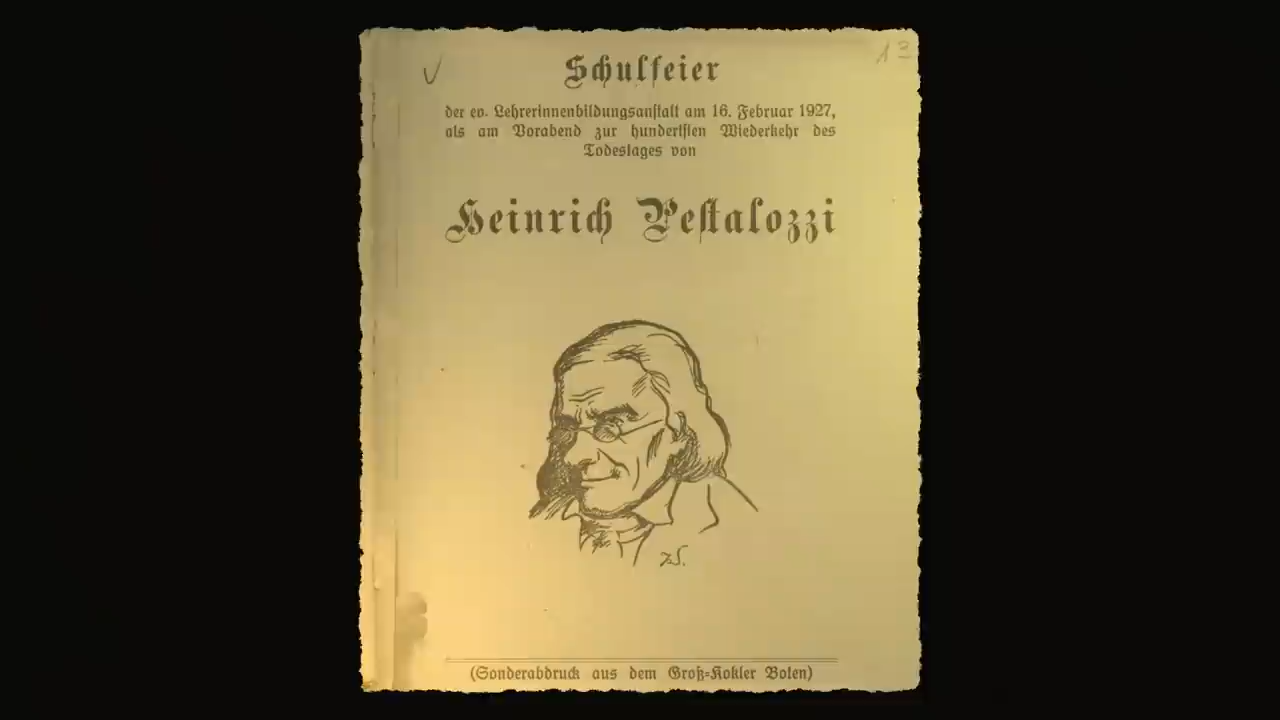 13
Schulfeier
der ev. Lehrerinnenbildungsanstalt am 16. Februar 1927,
als am Vorabend zur hundertsten Wiederkehr des
Todestages von
Heinrich Pestalozzi
(Sonderabdruck aus dem Groß-Kokler Boten)